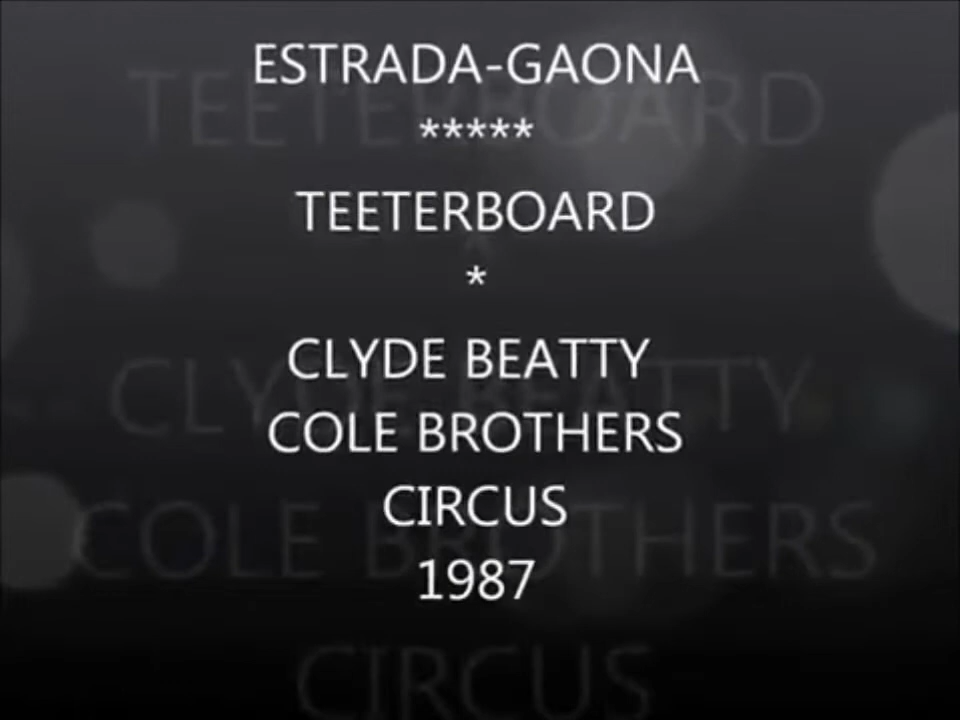 ESTRADA-GAONA
*****
TEETERBOARD
*
CLYDE BEATTY
COLE BROTHERS
CIRCUS
1987